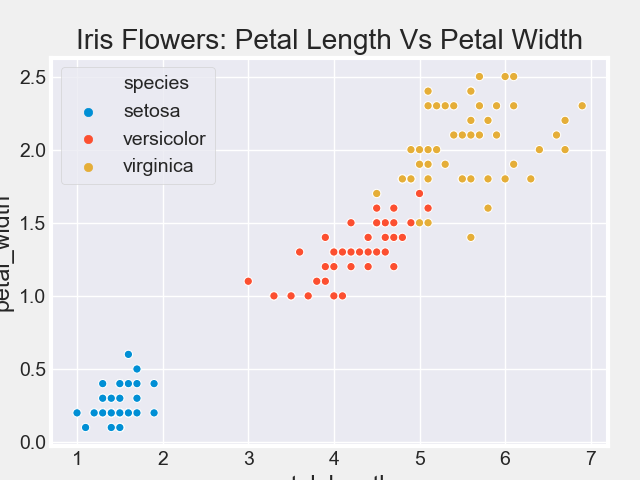 Iris Flowers: Petal Length Vs Petal Width
species
setosa
versicolor
virginica
petal_width
2.5
2.0
1.5
1.0
0.5
0.0
1 2 3 4 5 6 7